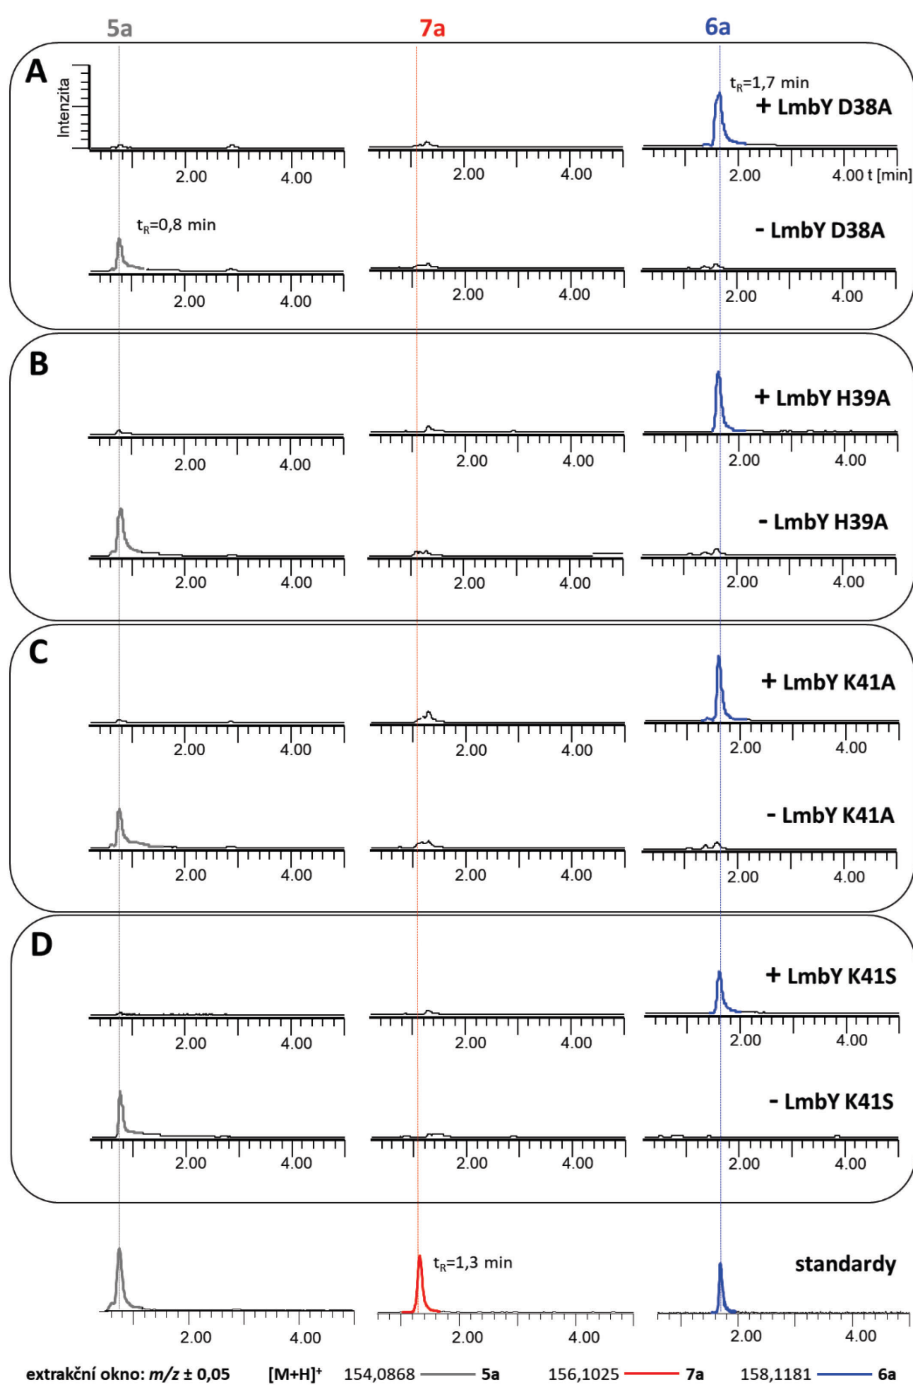 5a 7a 6a
A
Intenzita
tR=1,7 min
+ LmbY D38A
2.00 4.00 2.00 4.00 2.00 4.00 t [min]
tR=0,8 min
- LmbY D38A
2.00 4.00 2.00 4.00 2.00 4.00
B
+ LmbY H39A
2.00 4.00 2.00 4.00 2.00 4.00
- LmbY H39A
2.00 4.00 2.00 4.00 2.00 4.00
C
+ LmbY K41A
2.00 4.00 2.00 4.00 2.00 4.00
- LmbY K41A
2.00 4.00 2.00 4.00 2.00 4.00
D
+ LmbY K41S
2.00 4.00 2.00 4.00 2.00 4.00
- LmbY K41S
2.00 4.00 2.00 4.00 2.00 4.00
tR=1,3 min
standardy
2.00 4.00 2.00 4.00 2.00 4.00
extrakční okno: m/z ± 0,05 [M+H]+ 154,0868 5a 156,1025 7a 158,1181 6a